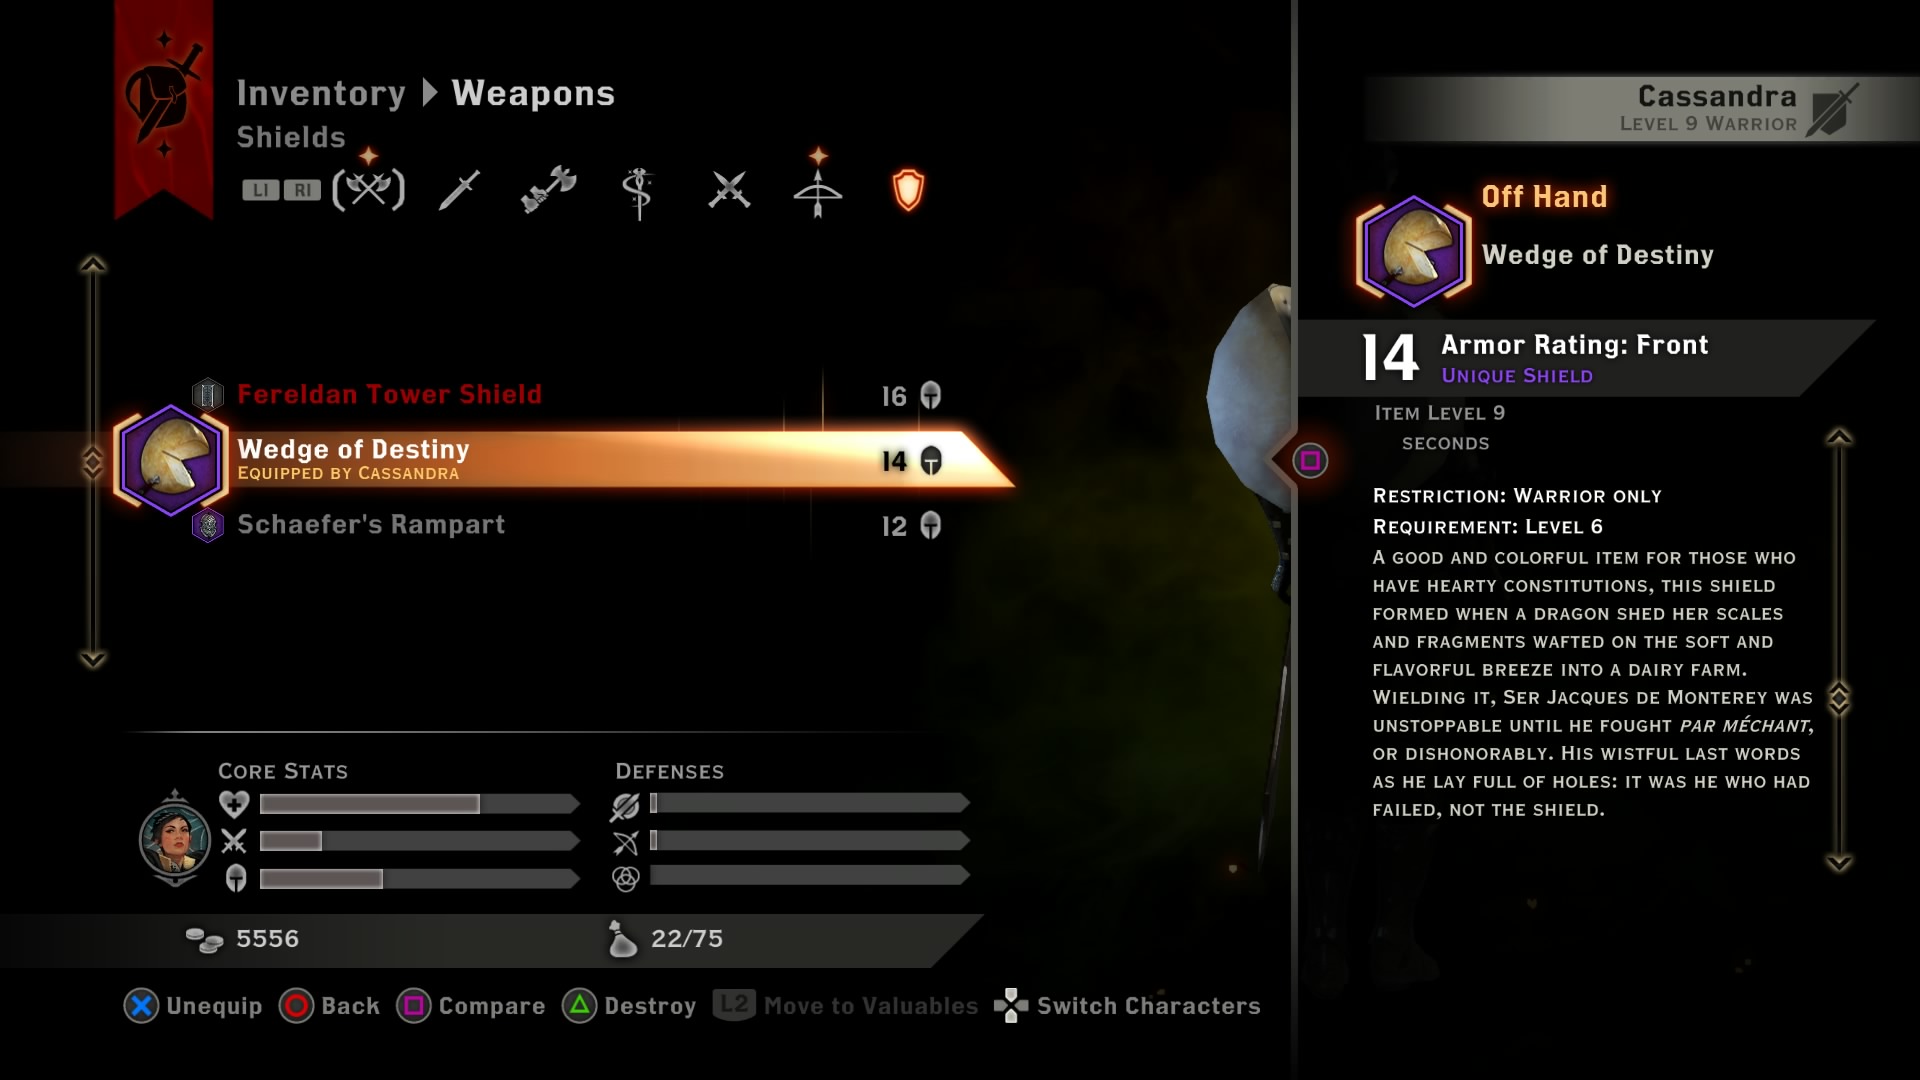 Inventory Weapons
Shields
L1 R1
Fereldan Tower Shield 16
Wedge of Destiny 14
Equipped by Cassandra
Schaefer's Rampart 12
Core Stats Defenses
5556 22/75
Unequip Back Compare Destroy L2 Move to Valuables Switch Characters
Cassandra
Level 9 Warrior
Off Hand
Wedge of Destiny
14 Armor Rating: Front
Unique Shield
Item Level 9
seconds
Restriction: Warrior only
Requirement: Level 6
A good and colorful item for those who
have hearty constitutions, this shield
formed when a dragon shed her scales
and fragments wafted on the soft and
flavorful breeze into a dairy farm.
Wielding it, Ser Jacques de Monterey was
unstoppable until he fought par méchant,
or dishonorably. His wistful last words
as he lay full of holes: it was he who had
failed, not the shield.